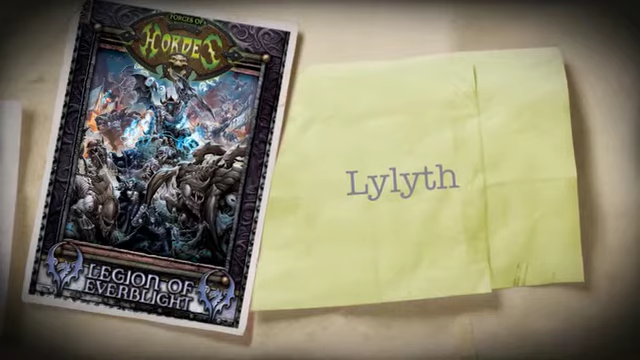 FORCES OF
HORDES
LEGION OF
EVERBLIGHT
Lylyth